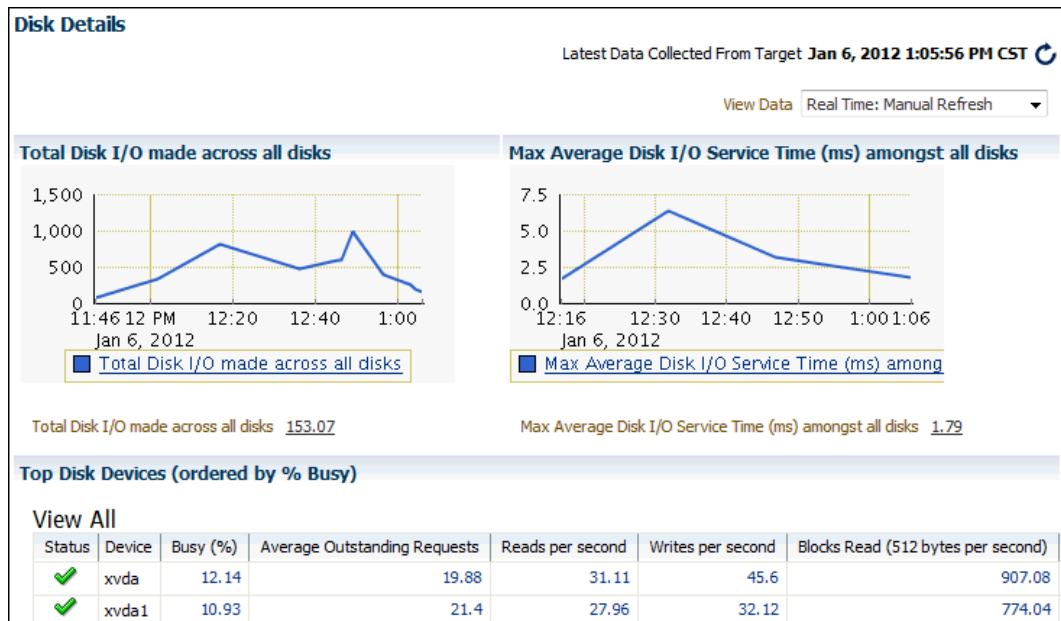 Disk Details
Latest Data Collected From Target Jan 6, 2012 1:05:56 PM CST
View Data Real Time: Manual Refresh
Total Disk I/O made across all disks
1,500
1,000
500
0
11:46 12 PM 12:20 12:40 1:00
Jan 6, 2012
Total Disk I/O made across all disks
Total Disk I/O made across all disks 153.07
Max Average Disk I/O Service Time (ms) amongst all disks
7.5
5.0
2.5
0.0
12:16 12:30 12:40 12:50 1:00 1:06
Jan 6, 2012
Max Average Disk I/O Service Time (ms) among
Max Average Disk I/O Service Time (ms) amongst all disks 1.79
Top Disk Devices (ordered by % Busy)
View All
Status Device Busy (%) Average Outstanding Requests Reads per second Writes per second Blocks Read (512 bytes per second)
xvda 12.14 19.88 31.11 45.6 907.08
xvda1 10.93 21.4 27.96 32.12 774.04